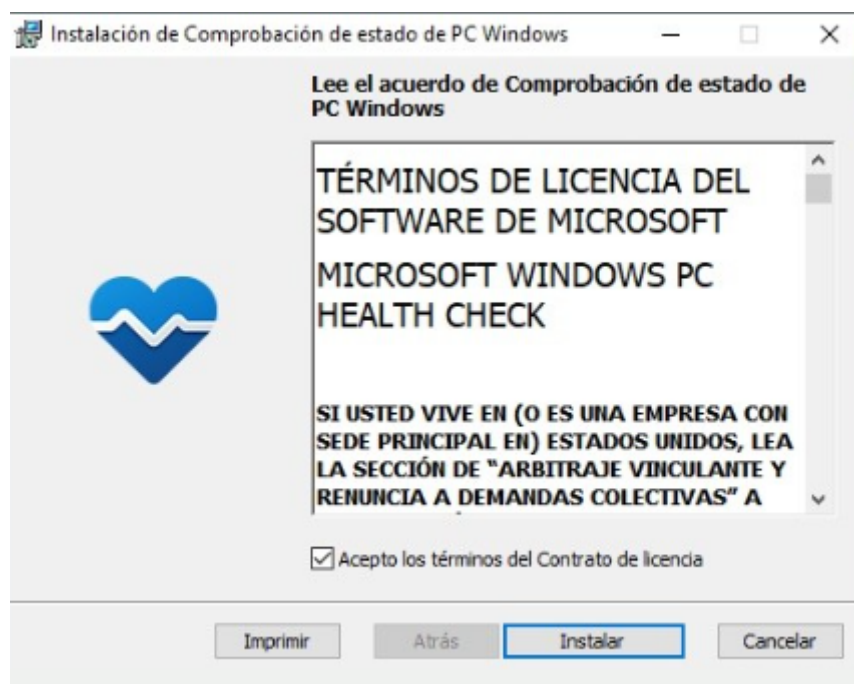 Instalación de Comprobación de estado de PC Windows
Lee el acuerdo de Comprobación de estado de
PC Windows
TÉRMINOS DE LICENCIA DEL
SOFTWARE DE MICROSOFT
MICROSOFT WINDOWS PC
HEALTH CHECK
SI USTED VIVE EN (O ES UNA EMPRESA CON
SEDE PRINCIPAL EN) ESTADOS UNIDOS, LEA
LA SECCIÓN DE “ARBITRAJE VINCULANTE Y
RENUNCIA A DEMANDAS COLECTIVAS” A
Acepto los términos del Contrato de licencia
Imprimir Atrás Instalar Cancelar